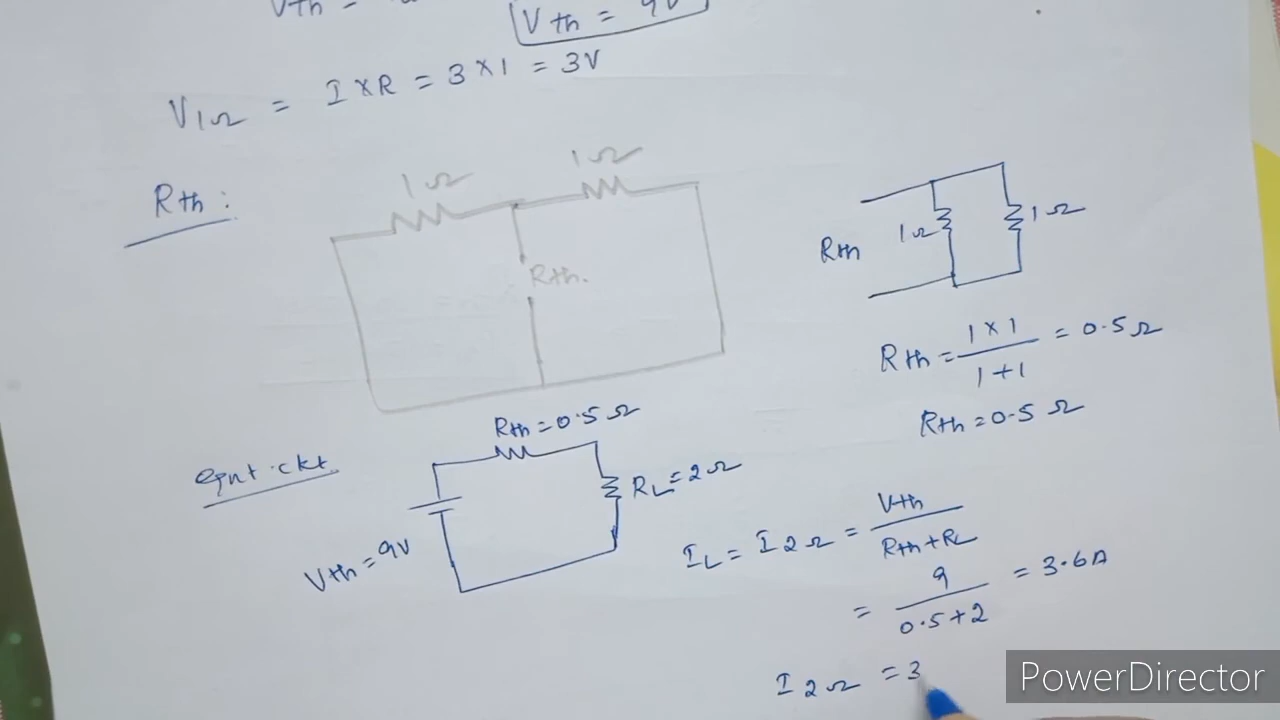 Vth =
Vth = 9V
V1Ω = I×R = 3×1 = 3V
Rth :
1Ω
1Ω
Rth.
Rth
1Ω
1Ω
Rth = 1×1 / 1+1 = 0.5Ω
Rth = 0.5 Ω
eqnt.ckt.
Rth = 0.5 Ω
RL = 2Ω
Vth = 9V
IL = I2Ω = Vth / Rth+RL
= 9 / 0.5+2 = 3.6A
I2Ω = 3
PowerDirector